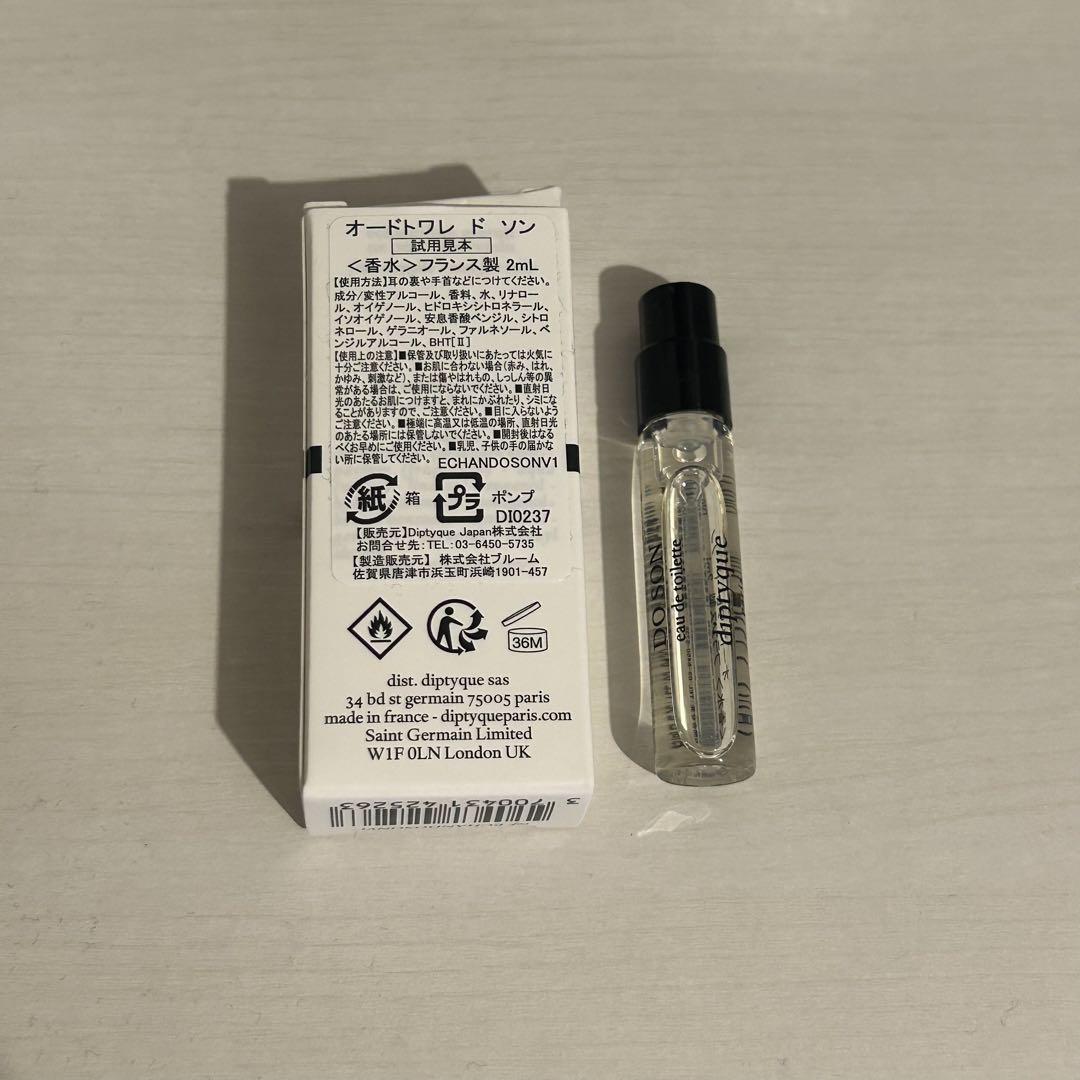 オードトワレ ド ソン
試用見本
＜香水＞フランス製 2mL
【使用方法】耳の裏や手首などにつけてください。
成分/変性アルコール、香料、水、リナロー
ル、オイゲノール、ヒドロキシシトロネラール、
イソオイゲノール、安息香酸ベンジル、シトロ
ネロール、ゲラニオール、ファルネソール、ベ
ンジルアルコール、BHT[Ⅱ]
【使用上の注意】■保管及び取り扱いにあたっては火気に
十分ご注意ください。■お肌に合わない場合(赤み、はれ、
かゆみ、刺激など)、または傷やはれもの、しっしん等の異
常がある場合は、ご使用にならないでください。■直射日
光のあたるお肌につけますと、まれにかぶれたり、シミにな
ることがありますので、ご注意ください。■目に入らないよう
ご注意ください。■極端に高温又は低温の場所、直射日光
のあたる場所には保管しないでください。■開封後はなる
べくお早めにご使用ください。■乳児、子供の手の届かな
い所に保管してください。 ECHANDOSONV1
紙 箱 プラ ポンプ
DI0237
【販売元】Diptyque Japan株式会社
お問合せ先：TEL：03-6450-5735
【製造販売元】 株式会社ブルーム
佐賀県唐津市浜玉町浜崎1901-457
36M
dist. diptyque sas
34 bd st germain 75005 paris
made in france - diptyqueparis.com
Saint Germain Limited
W1F 0LN London UK
3 700431 425263
DO SON
eau de toilette
diptyque